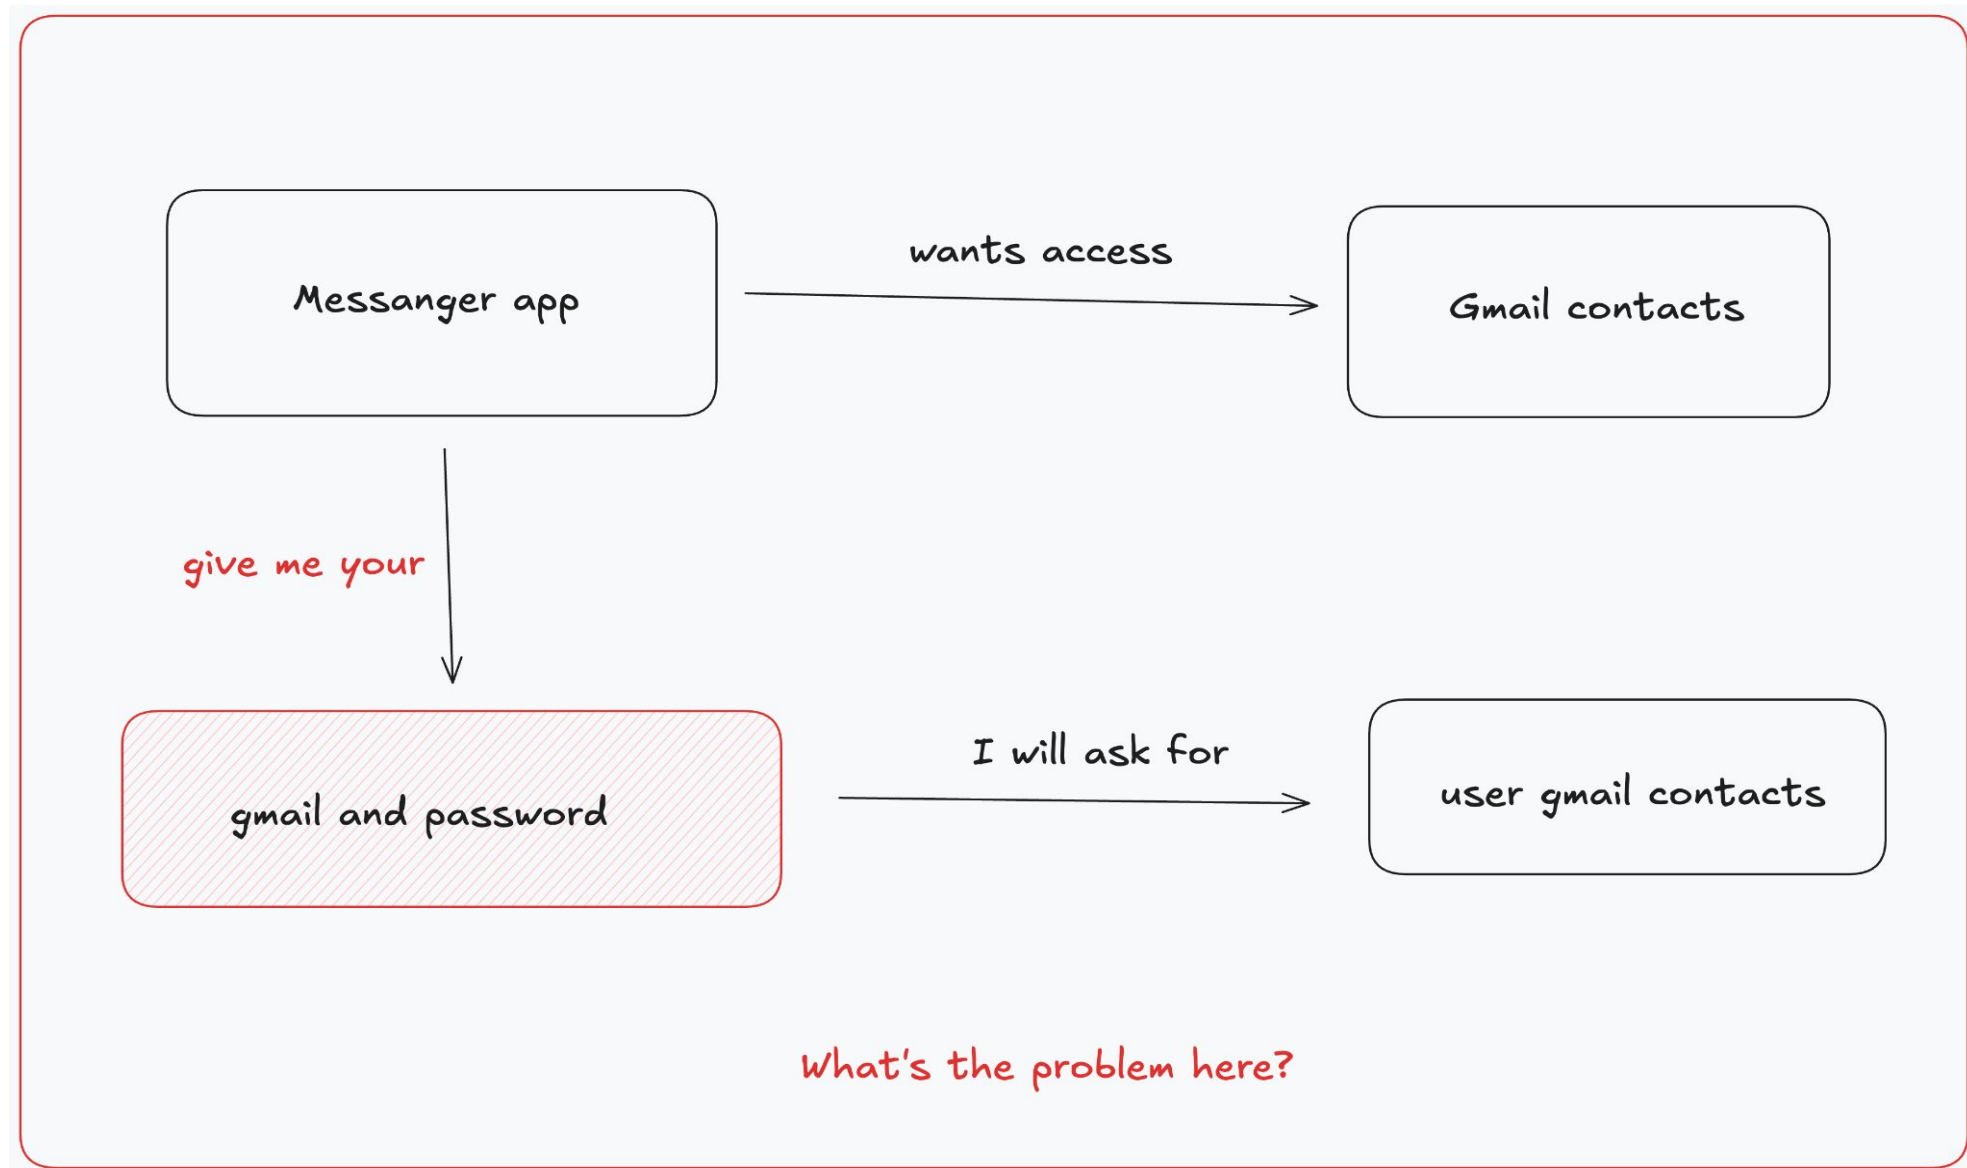 Messanger app
wants access
Gmail contacts
give me your
gmail and password
I will ask for
user gmail contacts
What's the problem here?